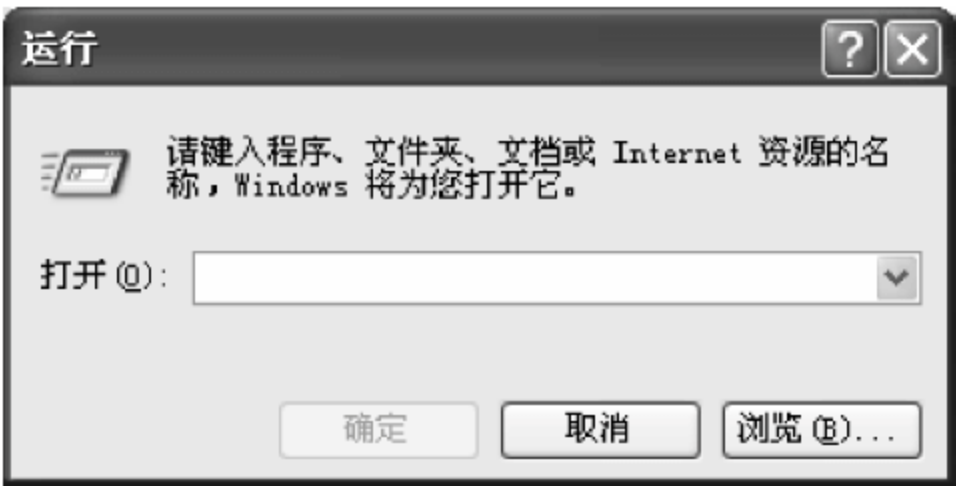 运行
请键入程序、文件夹、文档或 Internet 资源的名
称，Windows 将为您打开它。
打开(O):
确定 取消 浏览(B)...